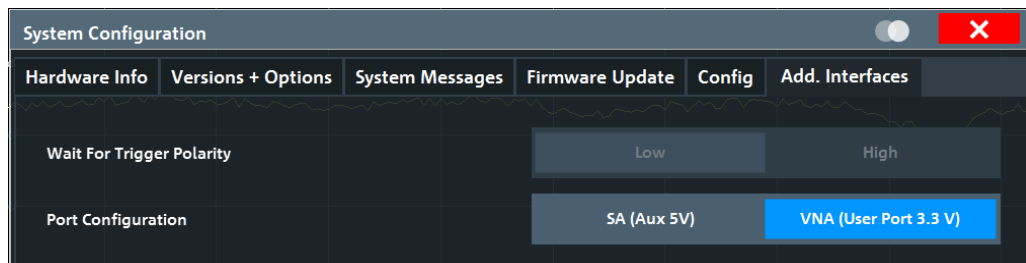 System Configuration
Hardware Info Versions + Options System Messages Firmware Update Config Add. Interfaces
Wait For Trigger Polarity Low High
Port Configuration SA (Aux 5V) VNA (User Port 3.3 V)